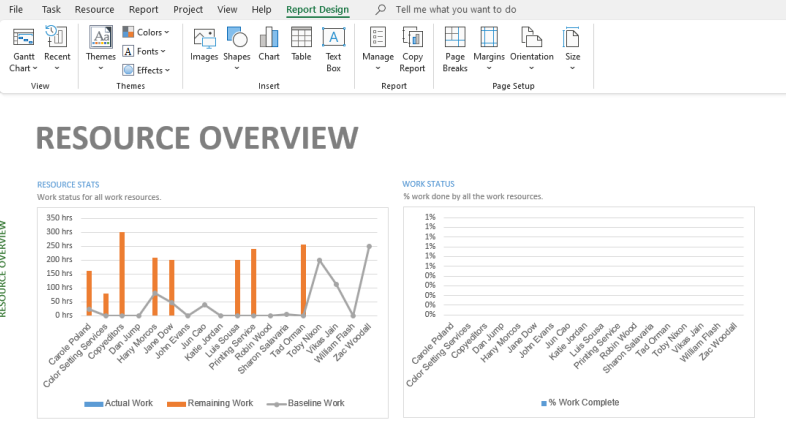 File Task Resource Report Project View Help Report Design Tell me what you want to do
Gantt Chart Recent
View
Themes Colors Fonts Effects
Themes
Images Shapes Chart Table Text Box
Insert
Manage Copy Report
Report
Page Breaks Margins Orientation Size
Page Setup
RESOURCE OVERVIEW
RESOURCE OVERVIEW
RESOURCE STATS
Work status for all work resources.
350 hrs
300 hrs
250 hrs
200 hrs
150 hrs
100 hrs
50 hrs
0 hrs
Carole Poland
Color Setting Services
Copyeditors
Dan Jump
Hany Morcos
Jane Dow
John Evans
Jun Cao
Katie Jordan
Luis Sousa
Printing Service
Robin Wood
Sharon Salavaria
Tad Orman
Toby Nixon
Vikas Jain
William Flash
Zac Woodall
Actual Work Remaining Work Baseline Work
WORK STATUS
% work done by all the work resources.
1%
1%
1%
1%
1%
1%
0%
0%
0%
0%
0%
Carole Poland
Color Setting Services
Copyeditors
Dan Jump
Hany Morcos
Jane Dow
John Evans
Jun Cao
Katie Jordan
Luis Sousa
Printing Service
Robin Wood
Sharon Salavaria
Tad Orman
Toby Nixon
Vikas Jain
William Flash
Zac Woodall
% Work Complete